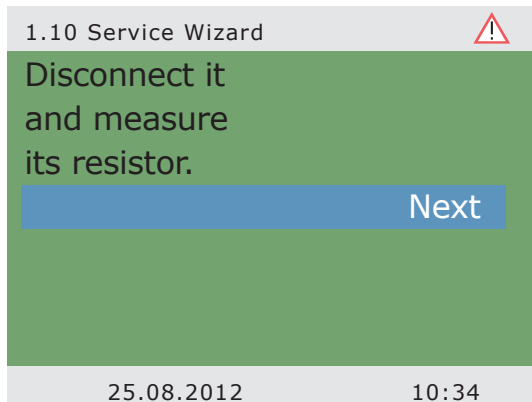 1.10 Service Wizard
Disconnect it
and measure
its resistor.
Next
25.08.2012 10:34